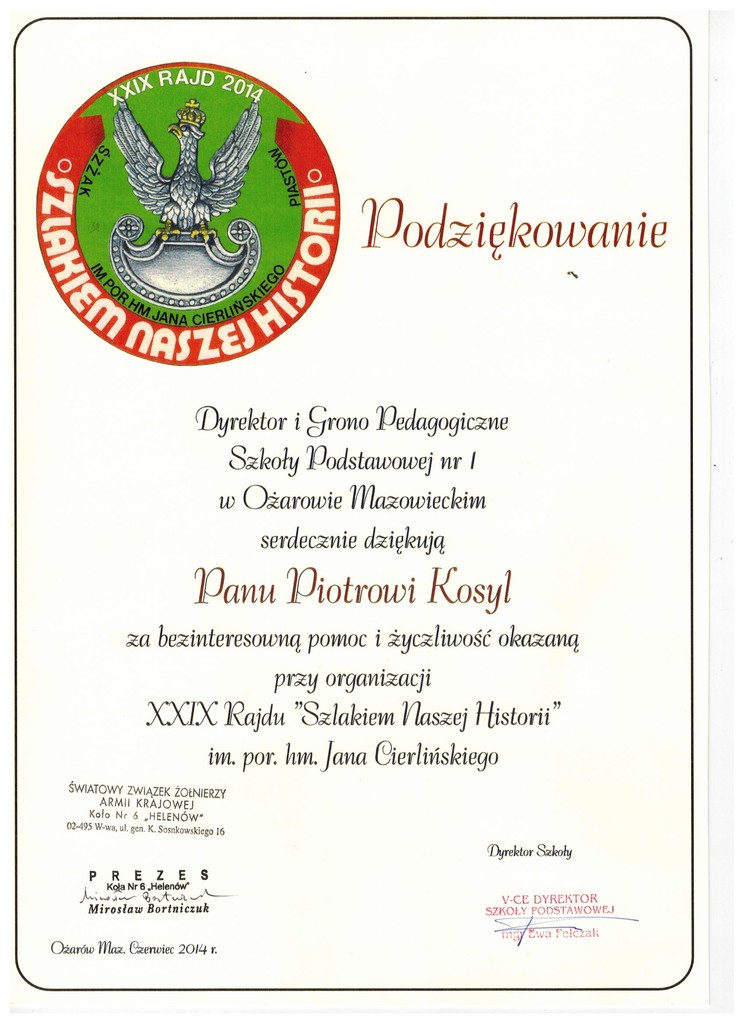 XXIX RAJD 2014
ŚZŻAK
PIASTÓW
IM POR HM JANA CIERLIŃSKIEGO
SZLAKIEM NASZEJ HISTORII
Podziękowanie
Dyrektor i Grono Pedagogiczne
Szkoły Podstawowej nr 1
w Ożarowie Mazowieckim
serdecznie dziękują
Panu Piotrowi Kosyl
za bezinteresowną pomoc i życzliwość okazaną
przy organizacji
XXIX Rajdu "Szlakiem Naszej Historii"
im. por. hm. Jana Cierlińskiego
ŚWIATOWY ZWIĄZEK ŻOŁNIERZY
ARMII KRAJOWEJ
Koło Nr 6 „HELENÓW"
02-495 W-wa, ul. gen. K. Sosnkowskiego 16
Dyrektor Szkoły
PREZES
Koła Nr 6 „Helenów"
Mirosław Bortniczuk
Mirosław Bortniczuk
V-CE DYREKTOR
SZKOŁY PODSTAWOWEJ
mgr Ewa Felczak
Ożarów Maz. Czerwiec 2014 r.